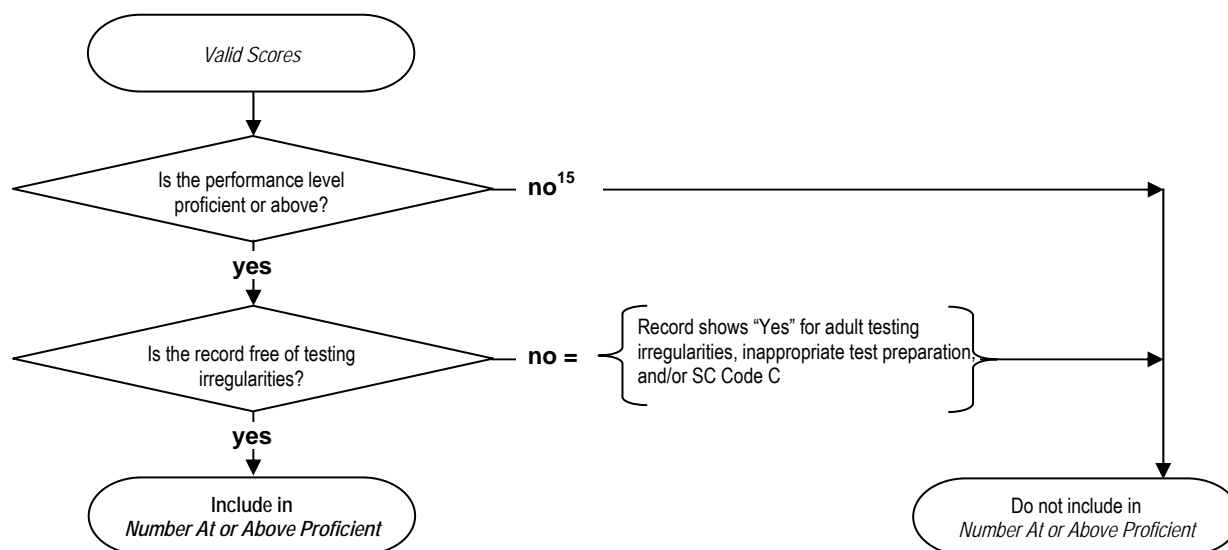 Valid Scores
Is the performance level
proficient or above?
no15
yes
Is the record free of testing
irregularities?
no =
Record shows “Yes” for adult testing
irregularities, inappropriate test preparation,
and/or SC Code C
yes
Include in
Number At or Above Proficient
Do not include in
Number At or Above Proficient